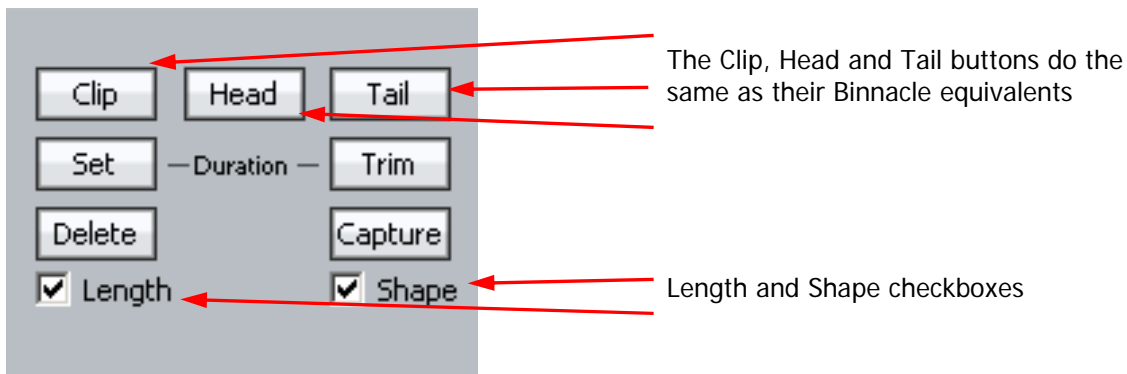 Clip Head Tail
Set — Duration — Trim
Delete Capture
Length Shape
The Clip, Head and Tail buttons do the
same as their Binnacle equivalents
Length and Shape checkboxes